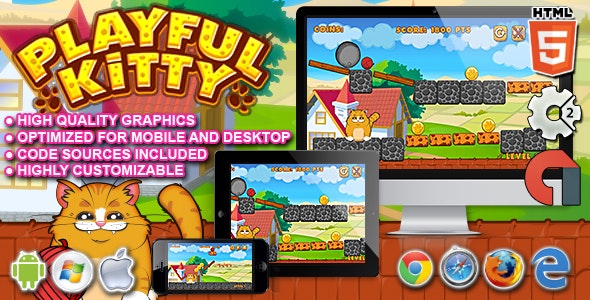 PLAYFUL
KITTY
• HIGH QUALITY GRAPHICS
• OPTIMIZED FOR MOBILE AND DESKTOP
• CODE SOURCES INCLUDED
• HIGHLY CUSTOMIZABLE
COINS:
SCORE: 1800 PTS
LEVEL
HTML
5
2